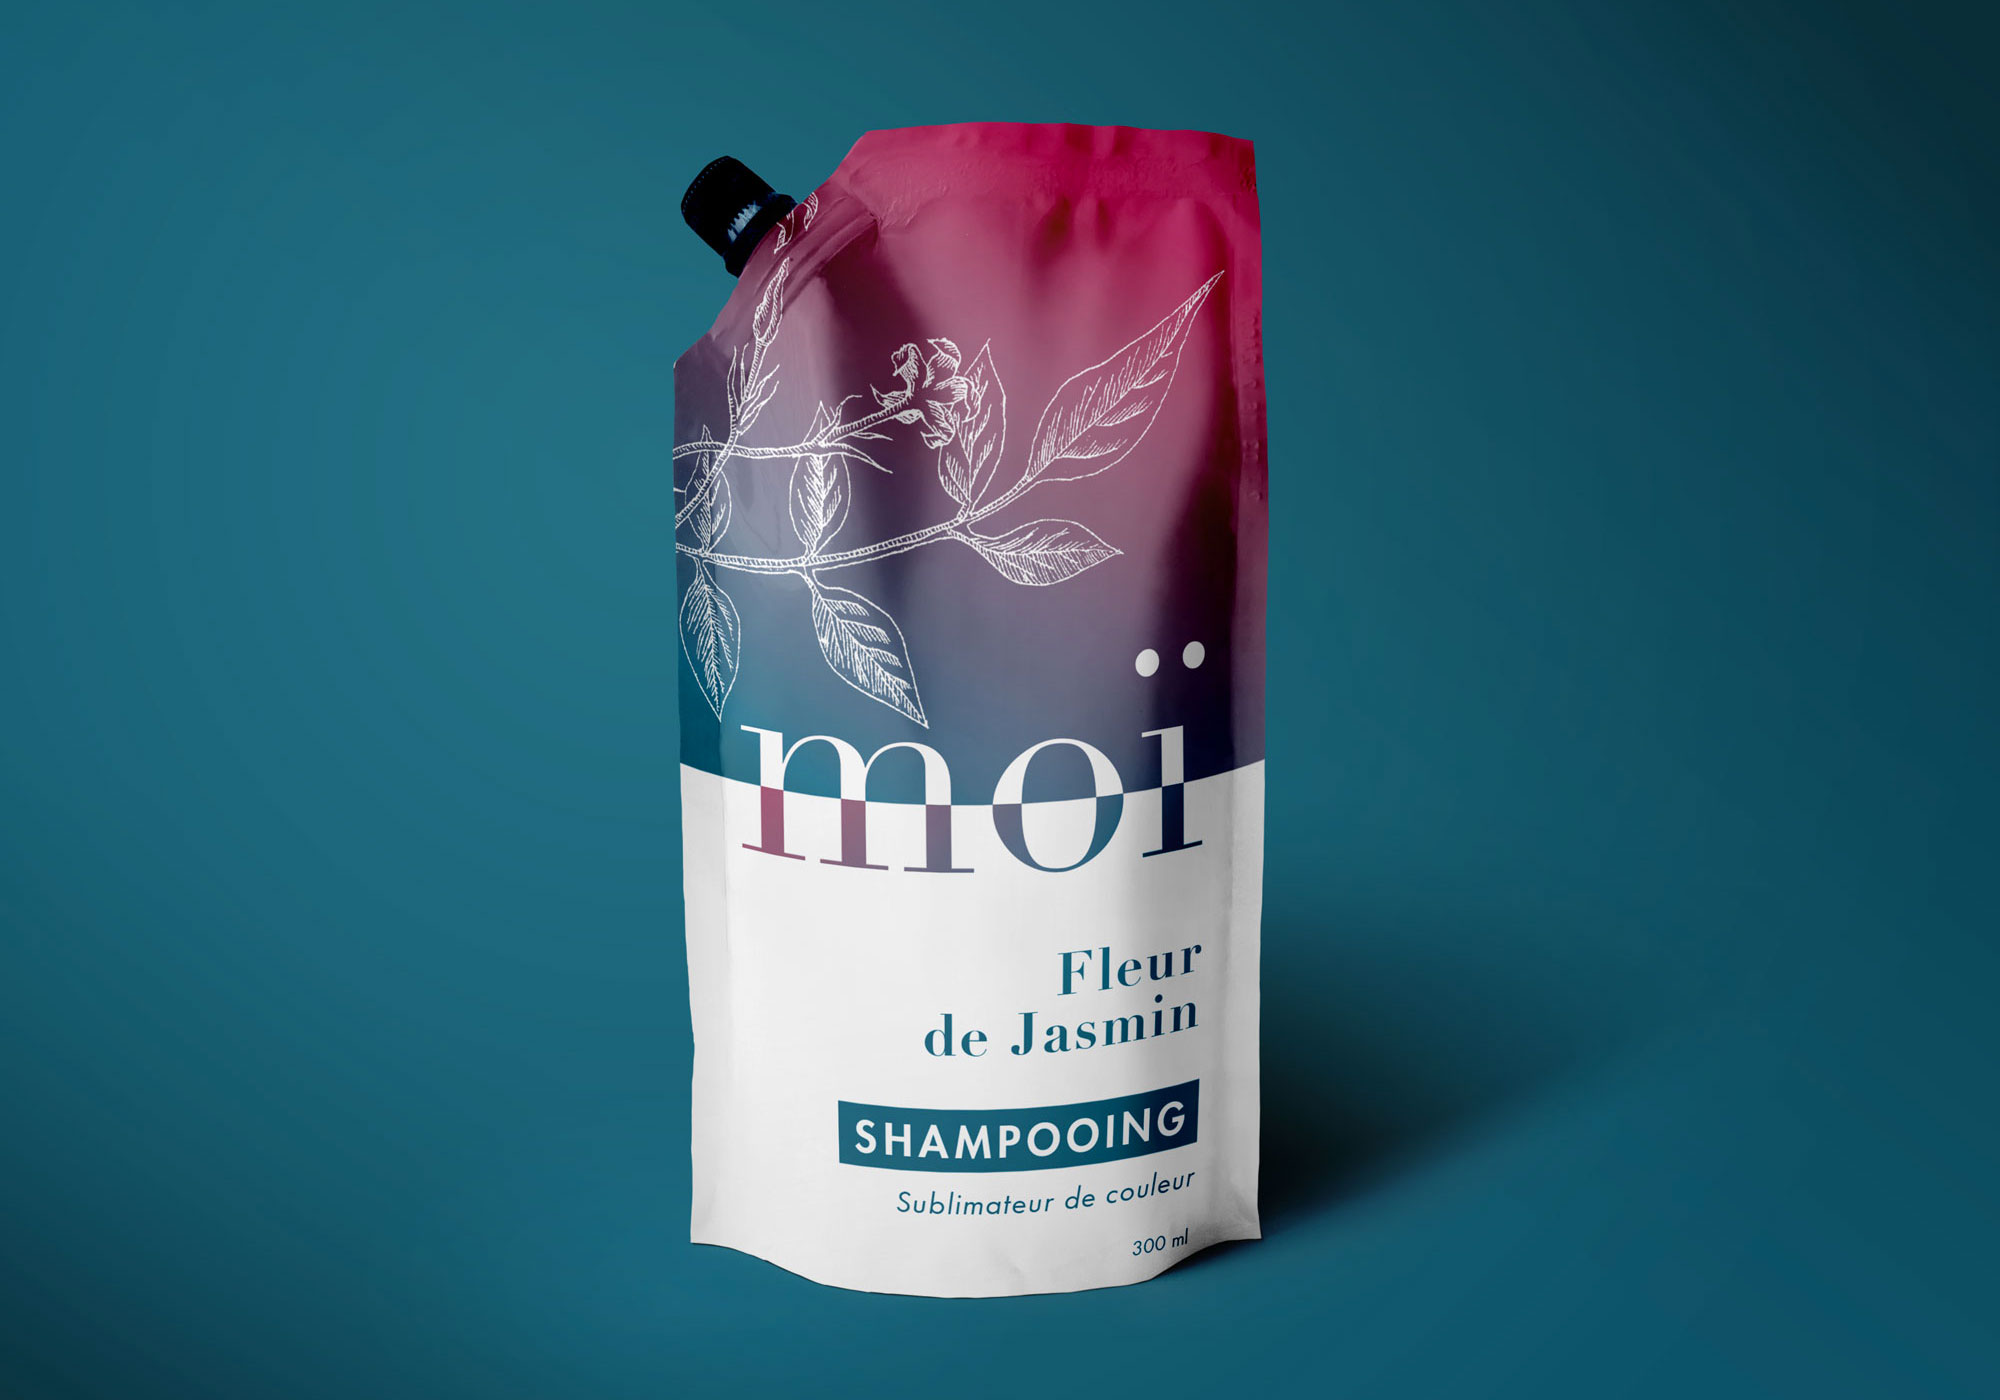 moï
Fleur
de Jasmin
SHAMPOOING
Sublimateur de couleur
300 ml